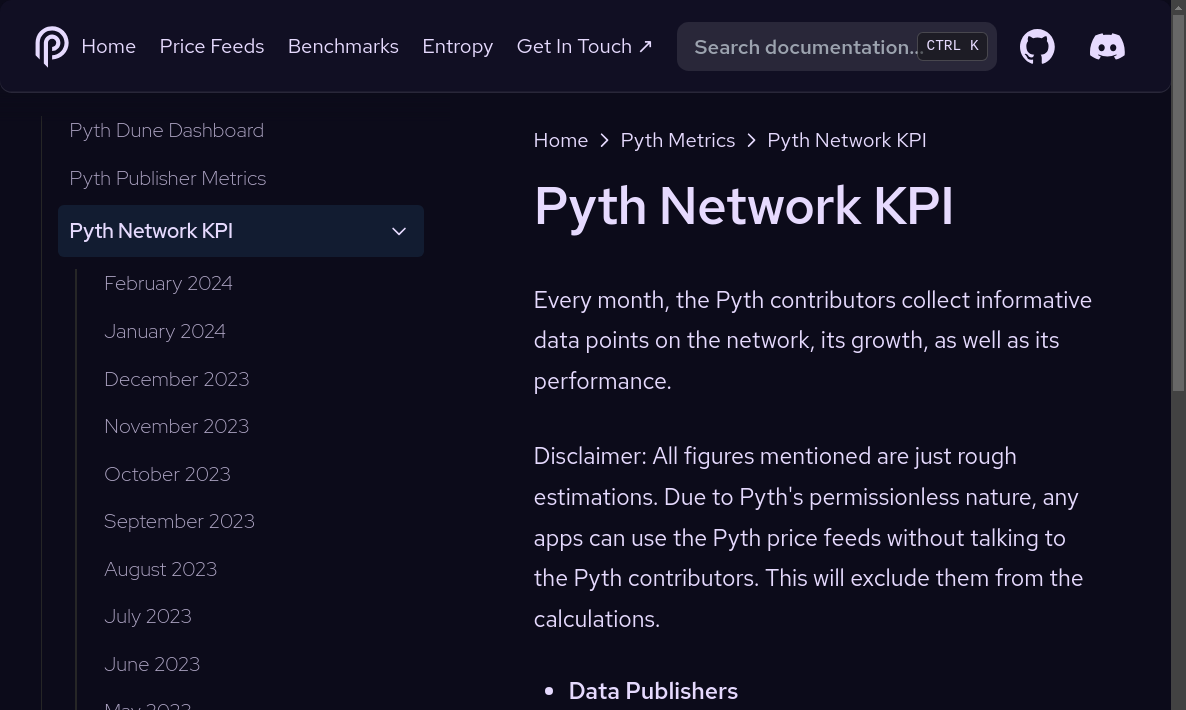 Home Price Feeds Benchmarks Entropy Get In Touch ↗ Search documentation... CTRL K
Pyth Dune Dashboard
Pyth Publisher Metrics
Pyth Network KPI
February 2024
January 2024
December 2023
November 2023
October 2023
September 2023
August 2023
July 2023
June 2023
May 2023
Home > Pyth Metrics > Pyth Network KPI
Pyth Network KPI
Every month, the Pyth contributors collect informative
data points on the network, its growth, as well as its
performance.
Disclaimer: All figures mentioned are just rough
estimations. Due to Pyth's permissionless nature, any
apps can use the Pyth price feeds without talking to
the Pyth contributors. This will exclude them from the
calculations.
• Data Publishers